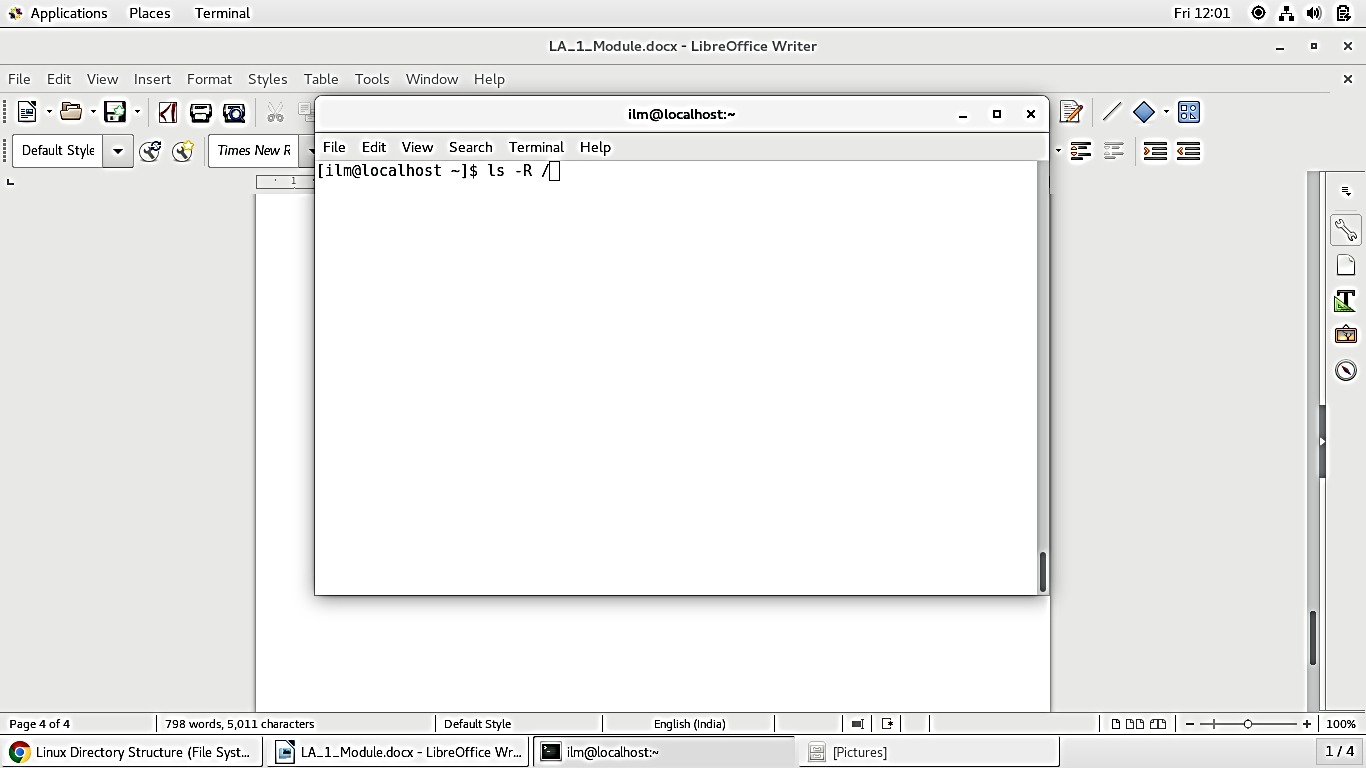 Applications Places Terminal Fri 12:01
LA_1_Module.docx - LibreOffice Writer
File Edit View Insert Format Styles Table Tools Window Help
ilm@localhost:~
Default Style Times New R
File Edit View Search Terminal Help
[ilm@localhost ~]$ ls -R /
1
Page 4 of 4 798 words, 5,011 characters Default Style English (India) 100%
Linux Directory Structure (File Syst... LA_1_Module.docx - LibreOffice Wr... ilm@localhost:~ [Pictures] 1 / 4